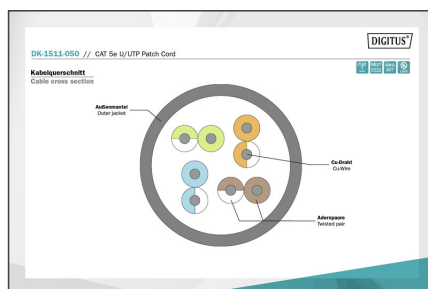 DIGITUS®
DK-1511-050 // CAT 5e U/UTP Patch Cord
Kabelquerschnitt
Cable cross section
Außenmantel
Outer jacket
Cu-Draht
Cu-Wire
Aderspaare
Twisted pair